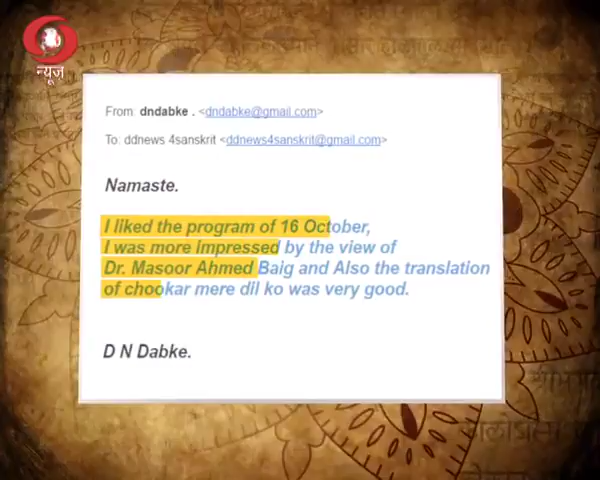 न्यूज़
From: dndabke . <dndabke@gmail.com>
To: ddnews 4sanskrit <ddnews4sanskrit@gmail.com>
Namaste.
I liked the program of 16 October,
I was more impressed by the view of
Dr. Masoor Ahmed Baig and Also the translation
of chookar mere dil ko was very good.
D N Dabke.